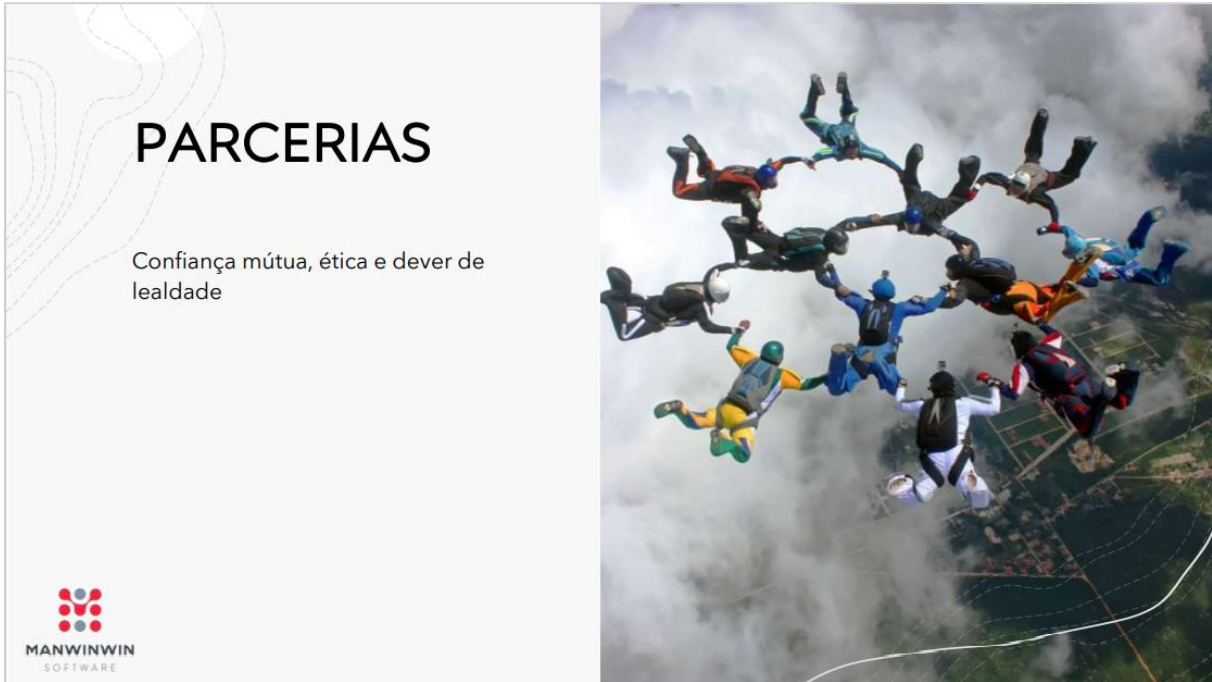 PARCERIAS
Confiança mútua, ética e dever de
lealdade
MANWINWIN
SOFTWARE